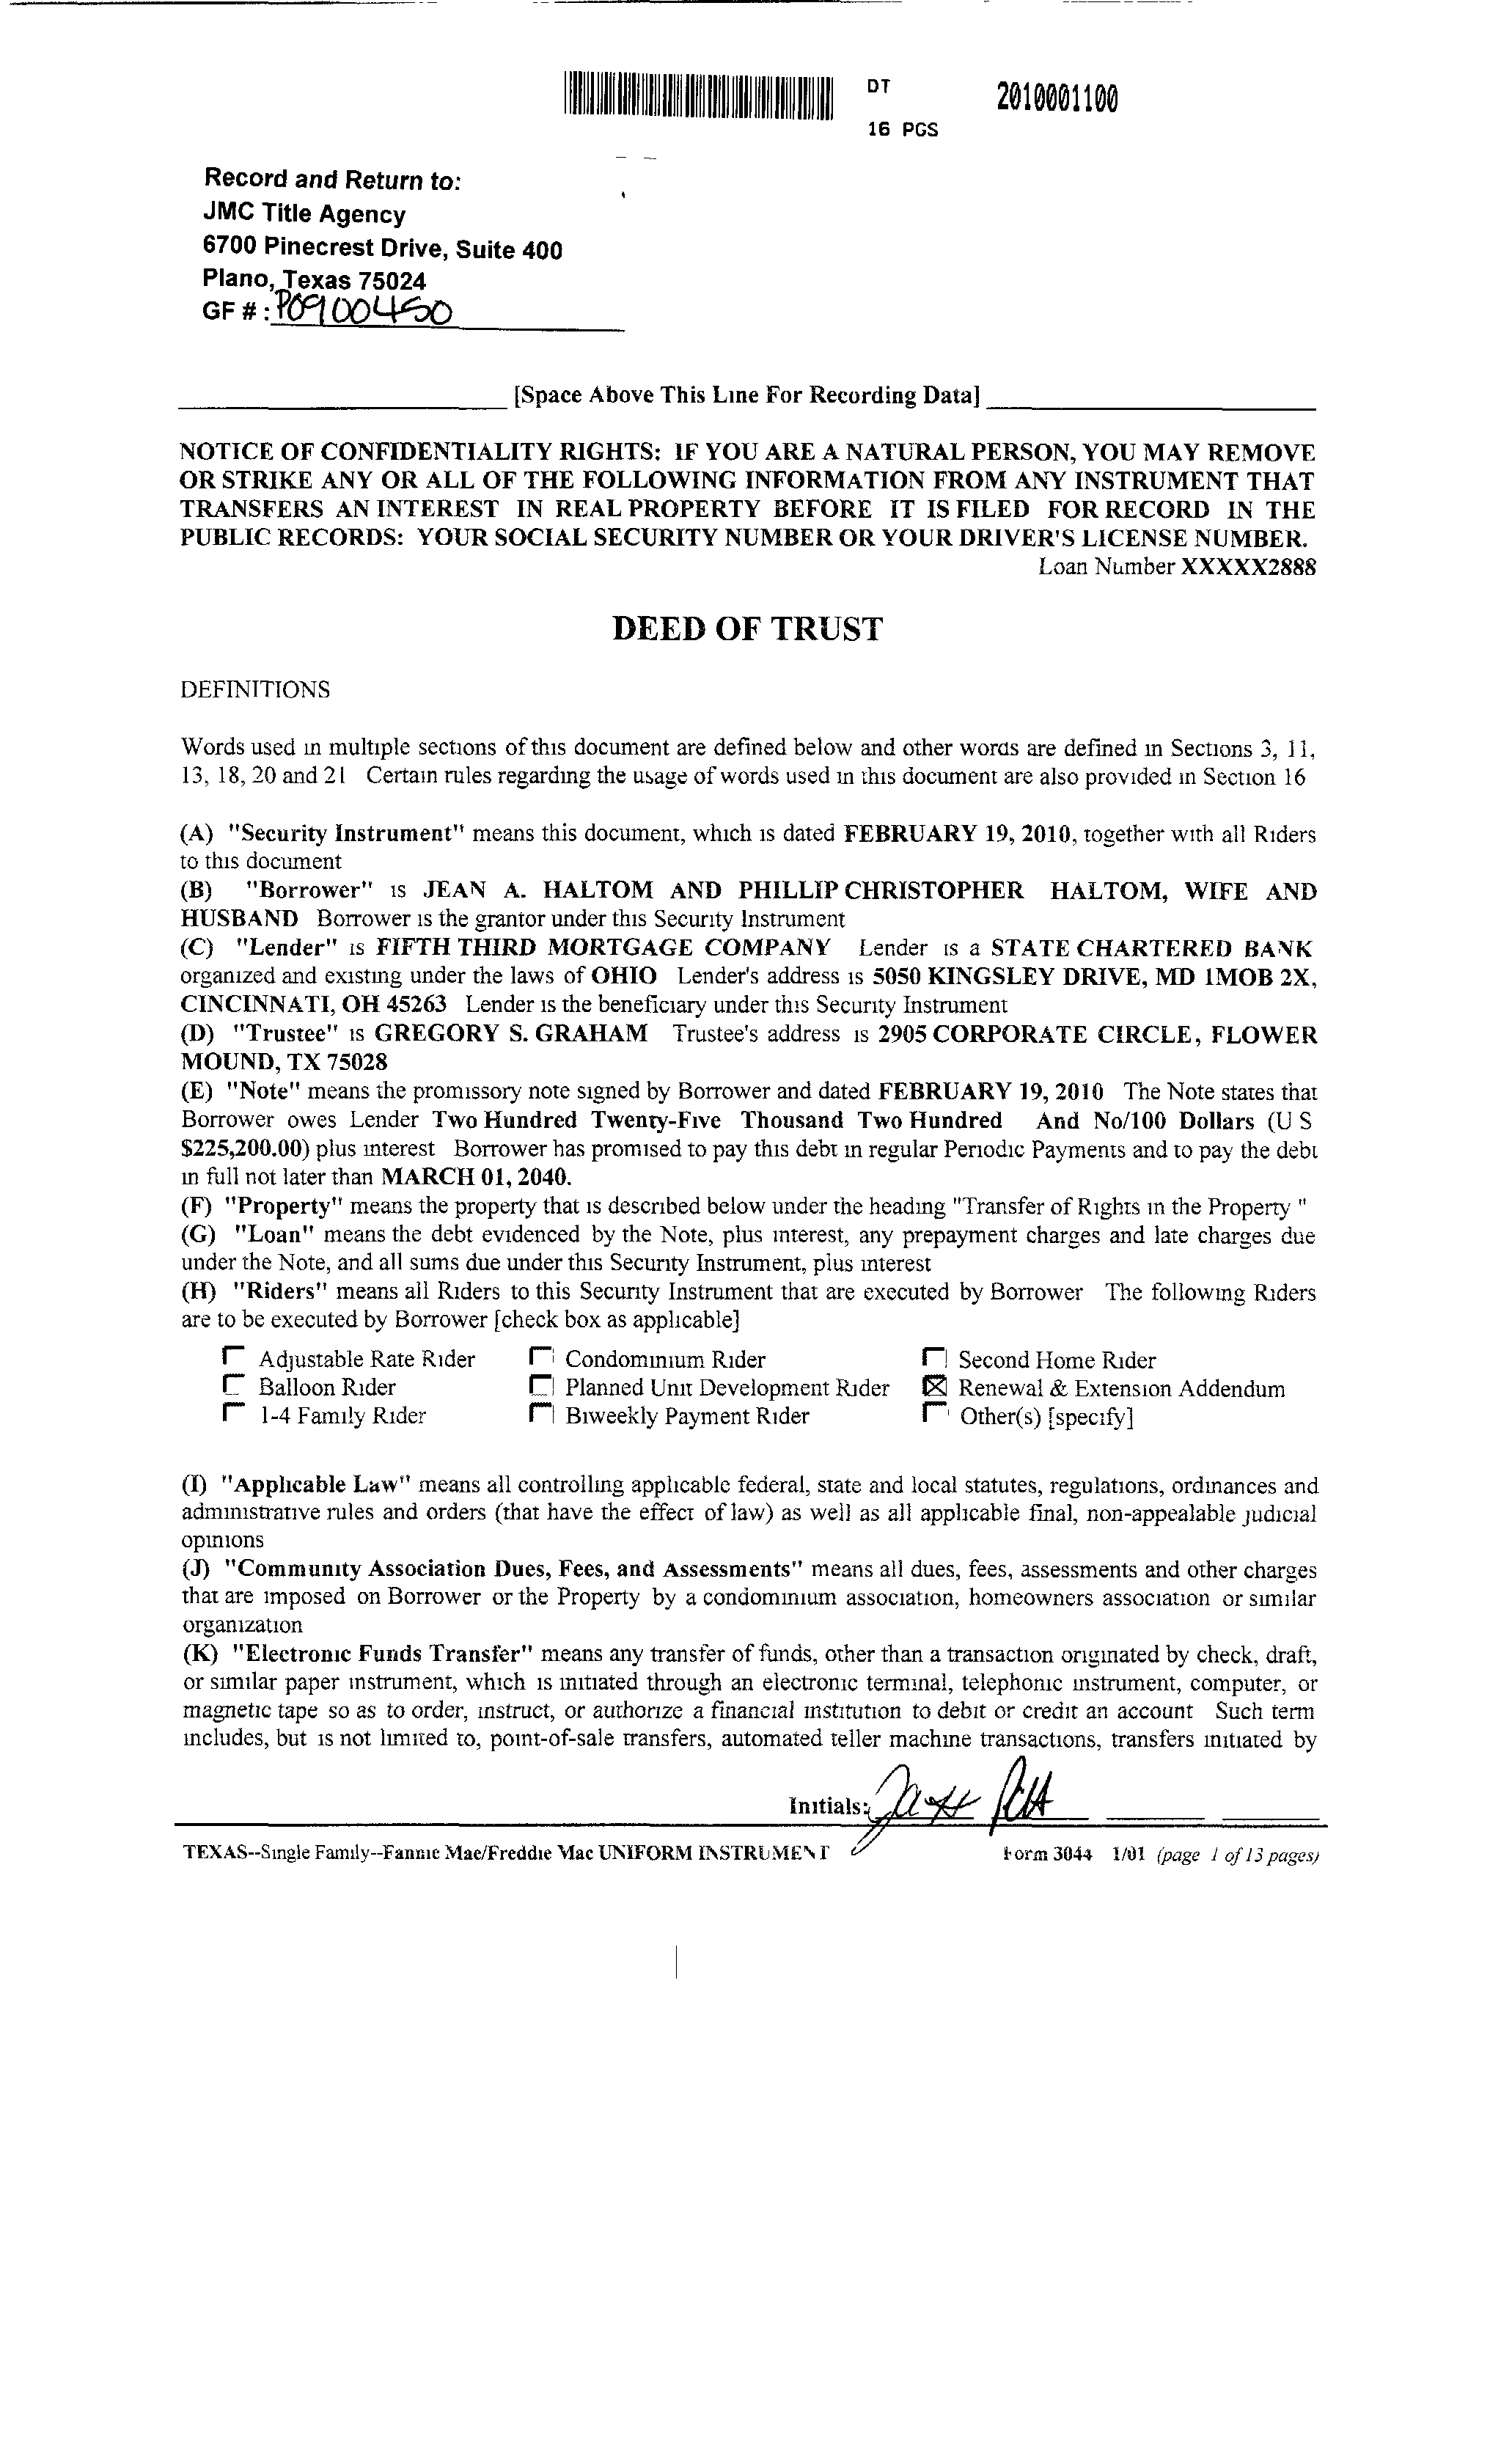 DT
2010001100
16 PGS
Record and Return to:
JMC Title Agency
6700 Pinecrest Drive, Suite 400
Plano, Texas 75024
GF #: P0900450
[Space Above This Line For Recording Data]
NOTICE OF CONFIDENTIALITY RIGHTS: IF YOU ARE A NATURAL PERSON, YOU MAY REMOVE
OR STRIKE ANY OR ALL OF THE FOLLOWING INFORMATION FROM ANY INSTRUMENT THAT
TRANSFERS AN INTEREST IN REAL PROPERTY BEFORE IT IS FILED FOR RECORD IN THE
PUBLIC RECORDS: YOUR SOCIAL SECURITY NUMBER OR YOUR DRIVER'S LICENSE NUMBER.
Loan Number XXXXX2888
DEED OF TRUST
DEFINITIONS
Words used in multiple sections of this document are defined below and other words are defined in Sections 3, 11,
13, 18, 20 and 21 Certain rules regarding the usage of words used in this document are also provided in Section 16
(A) "Security Instrument" means this document, which is dated FEBRUARY 19, 2010, together with all Riders
to this document
(B) "Borrower" is JEAN A. HALTOM AND PHILLIP CHRISTOPHER HALTOM, WIFE AND
HUSBAND Borrower is the grantor under this Security Instrument
(C) "Lender" is FIFTH THIRD MORTGAGE COMPANY Lender is a STATE CHARTERED BANK
organized and existing under the laws of OHIO Lender's address is 5050 KINGSLEY DRIVE, MD 1MOB 2X,
CINCINNATI, OH 45263 Lender is the beneficiary under this Security Instrument
(D) "Trustee" is GREGORY S. GRAHAM Trustee's address is 2905 CORPORATE CIRCLE, FLOWER
MOUND, TX 75028
(E) "Note" means the promissory note signed by Borrower and dated FEBRUARY 19, 2010 The Note states that
Borrower owes Lender Two Hundred Twenty-Five Thousand Two Hundred And No/100 Dollars (U S
$225,200.00) plus interest Borrower has promised to pay this debt in regular Periodic Payments and to pay the debt
in full not later than MARCH 01, 2040.
(F) "Property" means the property that is described below under the heading "Transfer of Rights in the Property "
(G) "Loan" means the debt evidenced by the Note, plus interest, any prepayment charges and late charges due
under the Note, and all sums due under this Security Instrument, plus interest
(H) "Riders" means all Riders to this Security Instrument that are executed by Borrower The following Riders
are to be executed by Borrower [check box as applicable]
Adjustable Rate Rider Condominium Rider Second Home Rider
Balloon Rider Planned Unit Development Rider ☒ Renewal & Extension Addendum
1-4 Family Rider Biweekly Payment Rider Other(s) [specify]
(I) "Applicable Law" means all controlling applicable federal, state and local statutes, regulations, ordinances and
administrative rules and orders (that have the effect of law) as well as all applicable final, non-appealable judicial
opinions
(J) "Community Association Dues, Fees, and Assessments" means all dues, fees, assessments and other charges
that are imposed on Borrower or the Property by a condominium association, homeowners association or similar
organization
(K) "Electronic Funds Transfer" means any transfer of funds, other than a transaction originated by check, draft,
or similar paper instrument, which is initiated through an electronic terminal, telephonic instrument, computer, or
magnetic tape so as to order, instruct, or authorize a financial institution to debit or credit an account Such term
includes, but is not limited to, point-of-sale transfers, automated teller machine transactions, transfers initiated by
Initials:
TEXAS--Single Family--Fannie Mae/Freddie Mac UNIFORM INSTRUMENT Form 3044 1/01 (page 1 of 13 pages)